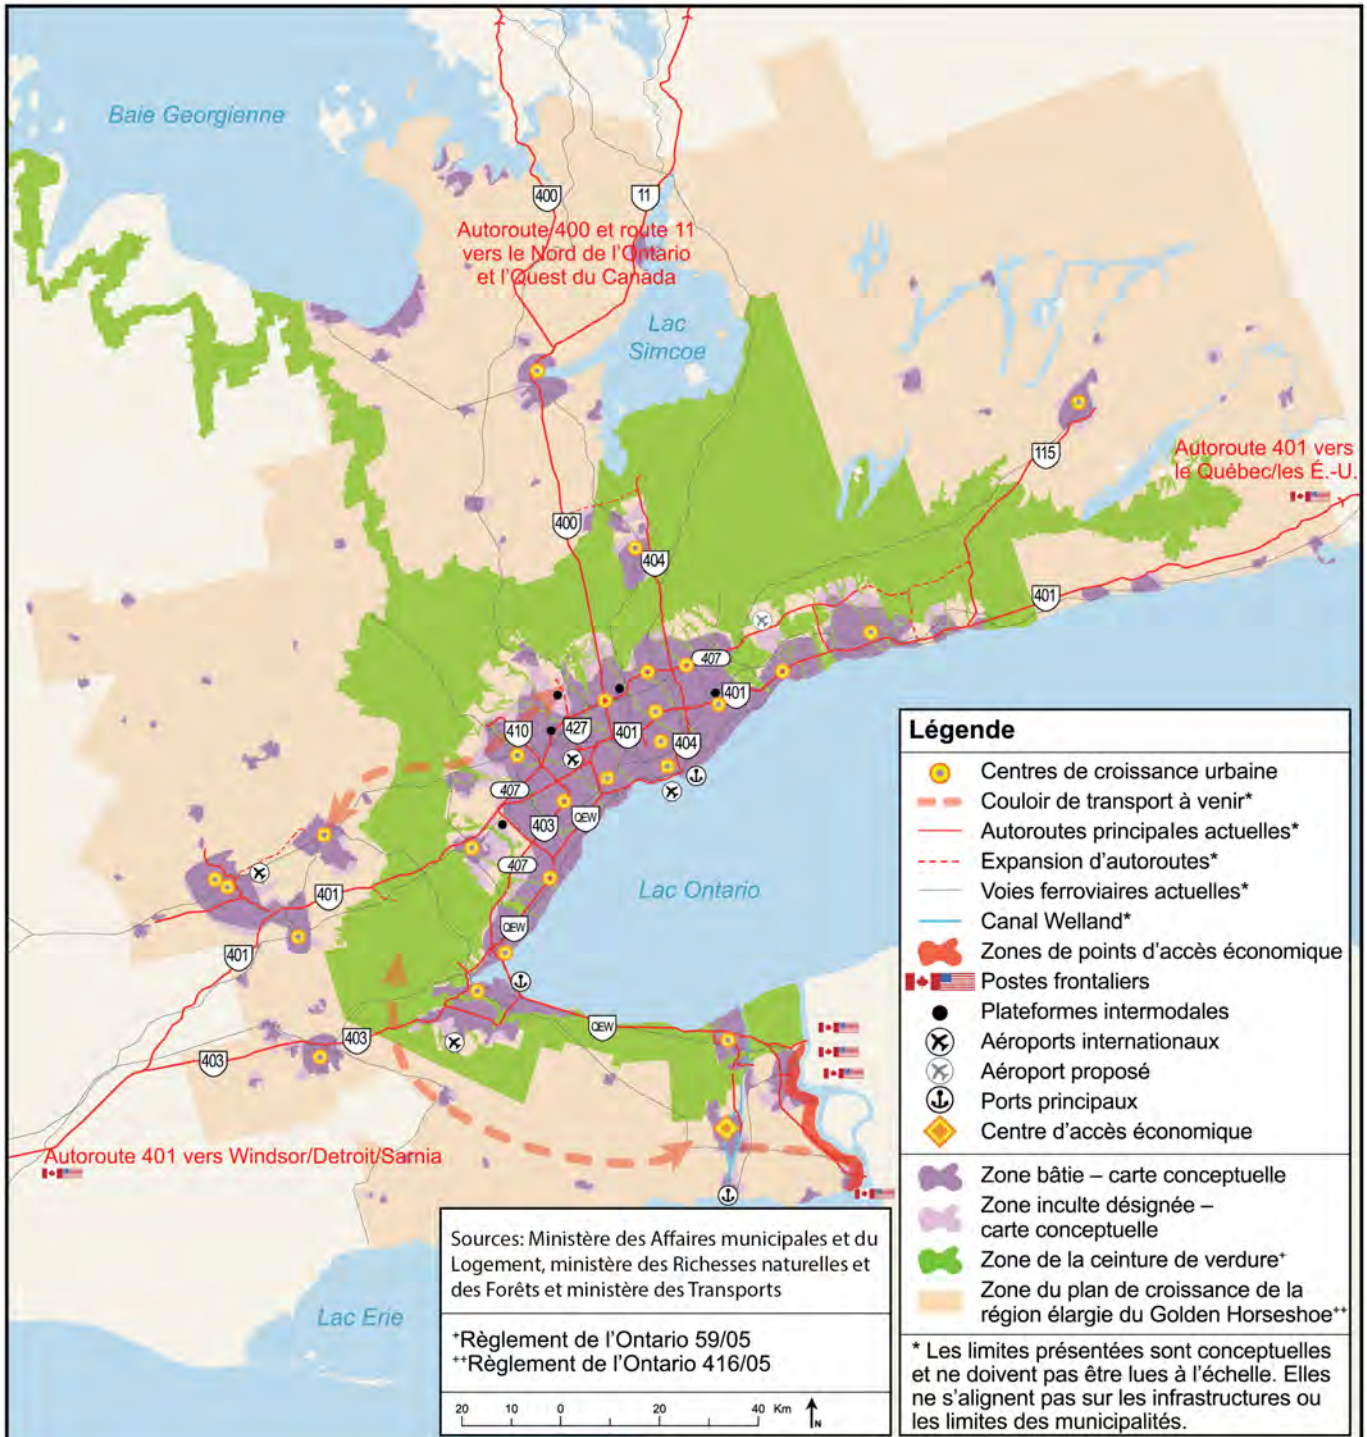 Baie Georgienne
400
11
Autoroute 400 et route 11
vers le Nord de l'Ontario
et l'Ouest du Canada
Lac
Simcoe
115
Autoroute 401 vers
le Québec/les É.-U.
400
404
401
407
401
410
427
401
404
407
403
QEW
407
Lac Ontario
401
QEW
401
QEW
403
403
Autoroute 401 vers Windsor/Detroit/Sarnia
Lac Erie
Sources: Ministère des Affaires municipales et du
Logement, ministère des Richesses naturelles et
des Forêts et ministère des Transports
+Règlement de l'Ontario 59/05
++Règlement de l'Ontario 416/05
20 10 0 20 40 Km
N
Légende
Centres de croissance urbaine
Couloir de transport à venir*
Autoroutes principales actuelles*
Expansion d'autoroutes*
Voies ferroviaires actuelles*
Canal Welland*
Zones de points d'accès économique
Postes frontaliers
Plateformes intermodales
Aéroports internationaux
Aéroport proposé
Ports principaux
Centre d'accès économique
Zone bâtie – carte conceptuelle
Zone inculte désignée –
carte conceptuelle
Zone de la ceinture de verdure+
Zone du plan de croissance de la
région élargie du Golden Horseshoe++
* Les limites présentées sont conceptuelles
et ne doivent pas être lues à l'échelle. Elles
ne s'alignent pas sur les infrastructures ou
les limites des municipalités.